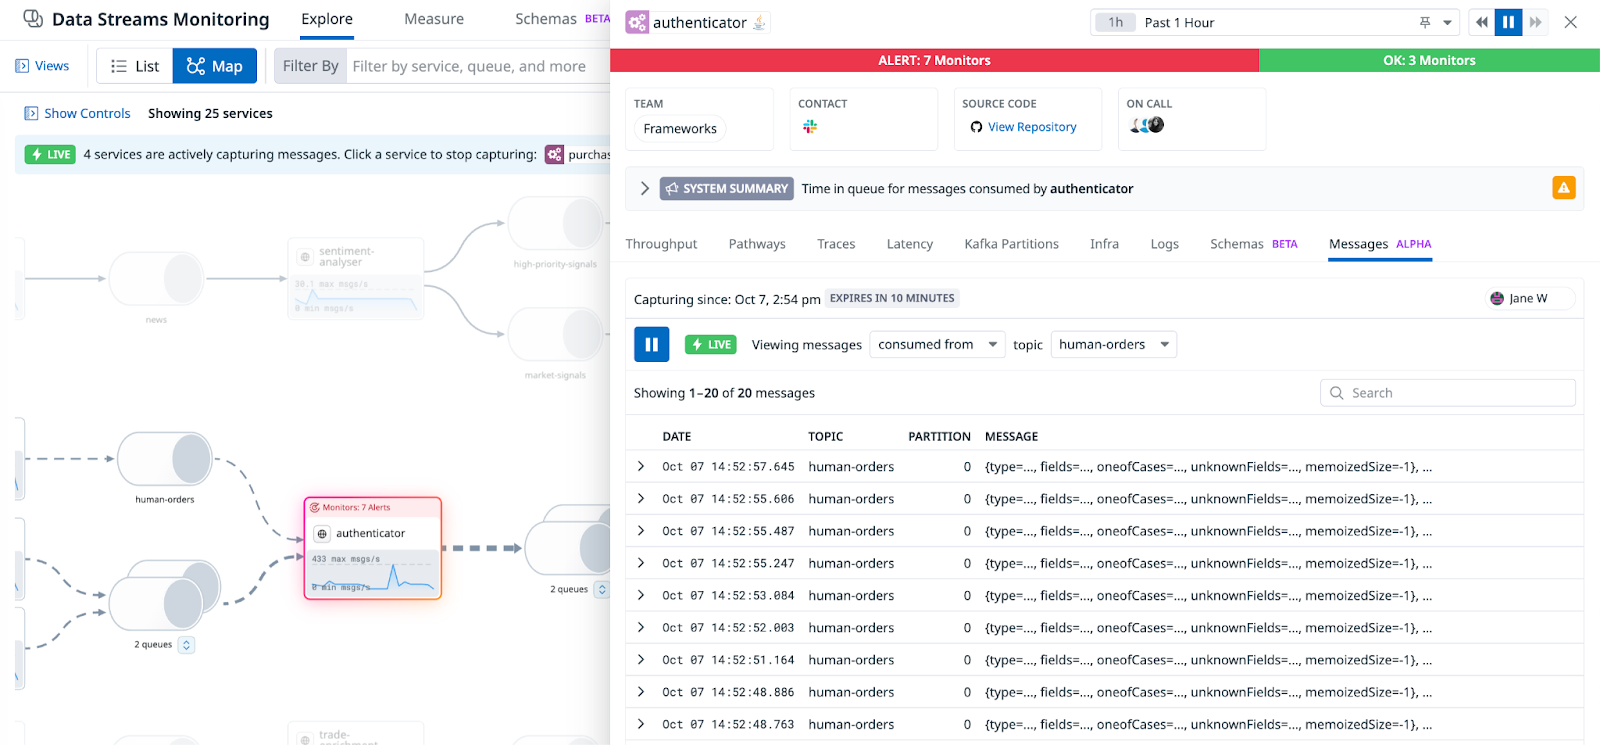 Data Streams Monitoring
Explore
Measure
Schemas BETA
Views
List
Map
Filter By
Filter by service, queue, and more
Show Controls
Showing 25 services
LIVE
4 services are actively capturing messages. Click a service to stop capturing:
news
sentiment-
analyser
30.1 max msgs/s
0 min msgs/s
high-priority-signals
market-signals
human-orders
2 queues
Monitors: 7 Alerts
authenticator
433 max msgs/s
0 min msgs/s
2 queues
trade-
authenticator
1h Past 1 Hour
ALERT: 7 Monitors
OK: 3 Monitors
TEAM
Frameworks
CONTACT
SOURCE CODE
View Repository
ON CALL
SYSTEM SUMMARY
Time in queue for messages consumed by authenticator
Throughput
Pathways
Traces
Latency
Kafka Partitions
Infra
Logs
Schemas BETA
Messages ALPHA
Capturing since: Oct 7, 2:54 pm EXPIRES IN 10 MINUTES
Jane W
LIVE
Viewing messages consumed from topic human-orders
Showing 1–20 of 20 messages
Search
DATE TOPIC PARTITION MESSAGE
Oct 07 14:52:57.645 human-orders 0 {type=..., fields=..., oneofCases=..., unknownFields=..., memoizedSize=-1}, ...
Oct 07 14:52:55.606 human-orders 0 {type=..., fields=..., oneofCases=..., unknownFields=..., memoizedSize=-1}, ...
Oct 07 14:52:55.487 human-orders 0 {type=..., fields=..., oneofCases=..., unknownFields=..., memoizedSize=-1}, ...
Oct 07 14:52:55.247 human-orders 0 {type=..., fields=..., oneofCases=..., unknownFields=..., memoizedSize=-1}, ...
Oct 07 14:52:53.084 human-orders 0 {type=..., fields=..., oneofCases=..., unknownFields=..., memoizedSize=-1}, ...
Oct 07 14:52:52.003 human-orders 0 {type=..., fields=..., oneofCases=..., unknownFields=..., memoizedSize=-1}, ...
Oct 07 14:52:51.164 human-orders 0 {type=..., fields=..., oneofCases=..., unknownFields=..., memoizedSize=-1}, ...
Oct 07 14:52:48.886 human-orders 0 {type=..., fields=..., oneofCases=..., unknownFields=..., memoizedSize=-1}, ...
Oct 07 14:52:48.763 human-orders 0 {type=..., fields=..., oneofCases=..., unknownFields=..., memoizedSize=-1}, ...